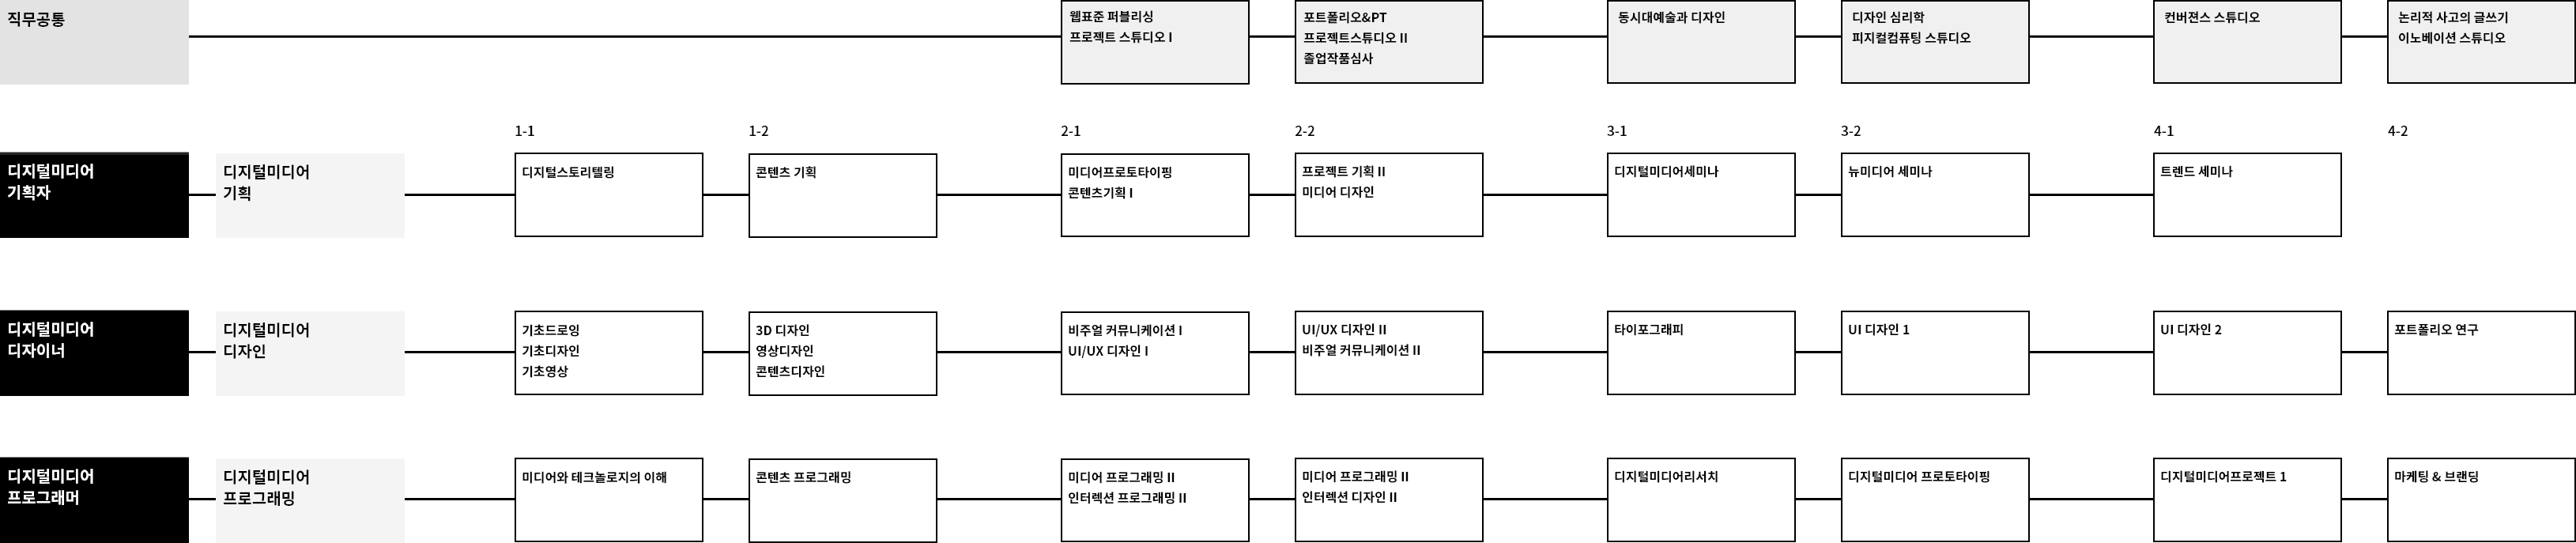 직무공통
웹표준 퍼블리싱
프로젝트 스튜디오 I
포트폴리오&PT
프로젝트스튜디오 II
졸업작품심사
동시대예술과 디자인
디자인 심리학
피지컬컴퓨팅 스튜디오
컨버젼스 스튜디오
논리적 사고의 글쓰기
이노베이션 스튜디오
1-1
1-2
2-1
2-2
3-1
3-2
4-1
4-2
디지털미디어
기획자
디지털미디어
기획
디지털스토리텔링
콘텐츠 기획
미디어프로토타이핑
콘텐츠기획 I
프로젝트 기획 II
미디어 디자인
디지털미디어세미나
뉴미디어 세미나
트렌드 세미나
디지털미디어
디자이너
디지털미디어
디자인
기초드로잉
기초디자인
기초영상
3D 디자인
영상디자인
콘텐츠디자인
비주얼 커뮤니케이션 I
UI/UX 디자인 I
UI/UX 디자인 II
비주얼 커뮤니케이션 II
타이포그래피
UI 디자인 1
UI 디자인 2
포트폴리오 연구
디지털미디어
프로그래머
디지털미디어
프로그래밍
미디어와 테크놀로지의 이해
콘텐츠 프로그래밍
미디어 프로그래밍 II
인터렉션 프로그래밍 II
미디어 프로그래밍 II
인터렉션 디자인 II
디지털미디어리서치
디지털미디어 프로토타이핑
디지털미디어프로젝트 1
마케팅 & 브랜딩